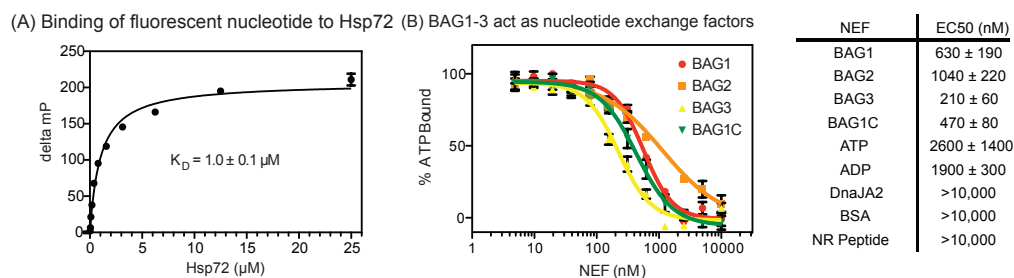 (A) Binding of fluorescent nucleotide to Hsp72
250
200
150
100
50
0
delta mP
K_D = 1.0 ± 0.1 µM
0 5 10 15 20 25
Hsp72 (µM)
(B) BAG1-3 act as nucleotide exchange factors
100
50
0
% ATPBound
BAG1
BAG2
BAG3
BAG1C
1 10 100 1000 10000
NEF (nM)
NEF EC50 (nM)
BAG1 630 ± 190
BAG2 1040 ± 220
BAG3 210 ± 60
BAG1C 470 ± 80
ATP 2600 ± 1400
ADP 1900 ± 300
DnaJA2 >10,000
BSA >10,000
NR Peptide >10,000